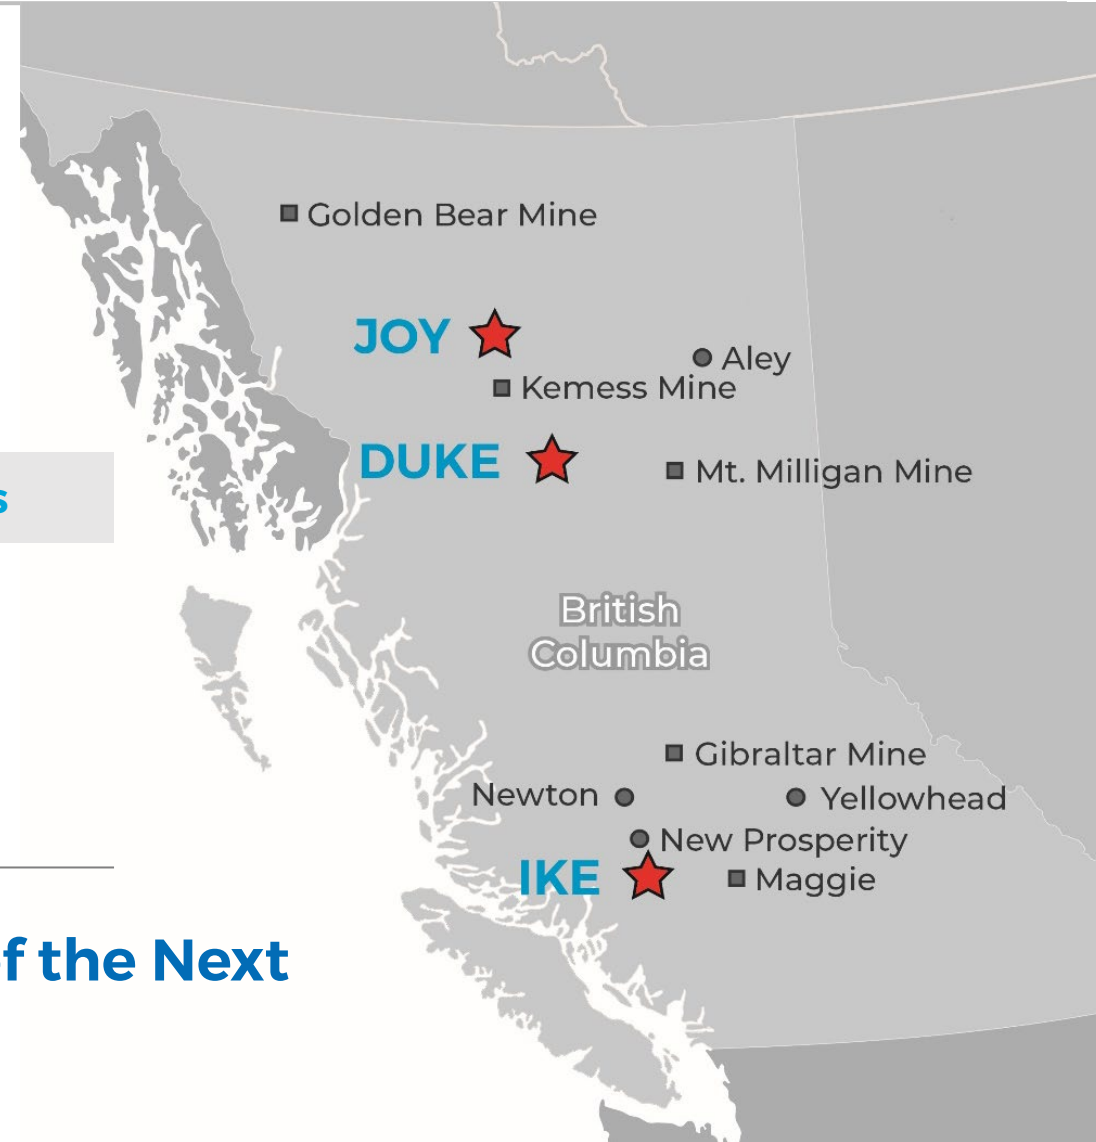 Golden Bear Mine
JOY
Aley
Kemess Mine
DUKE
Mt. Milligan Mine
s
British
Columbia
Gibraltar Mine
Newton
Yellowhead
New Prosperity
IKE
Maggie
of the Next